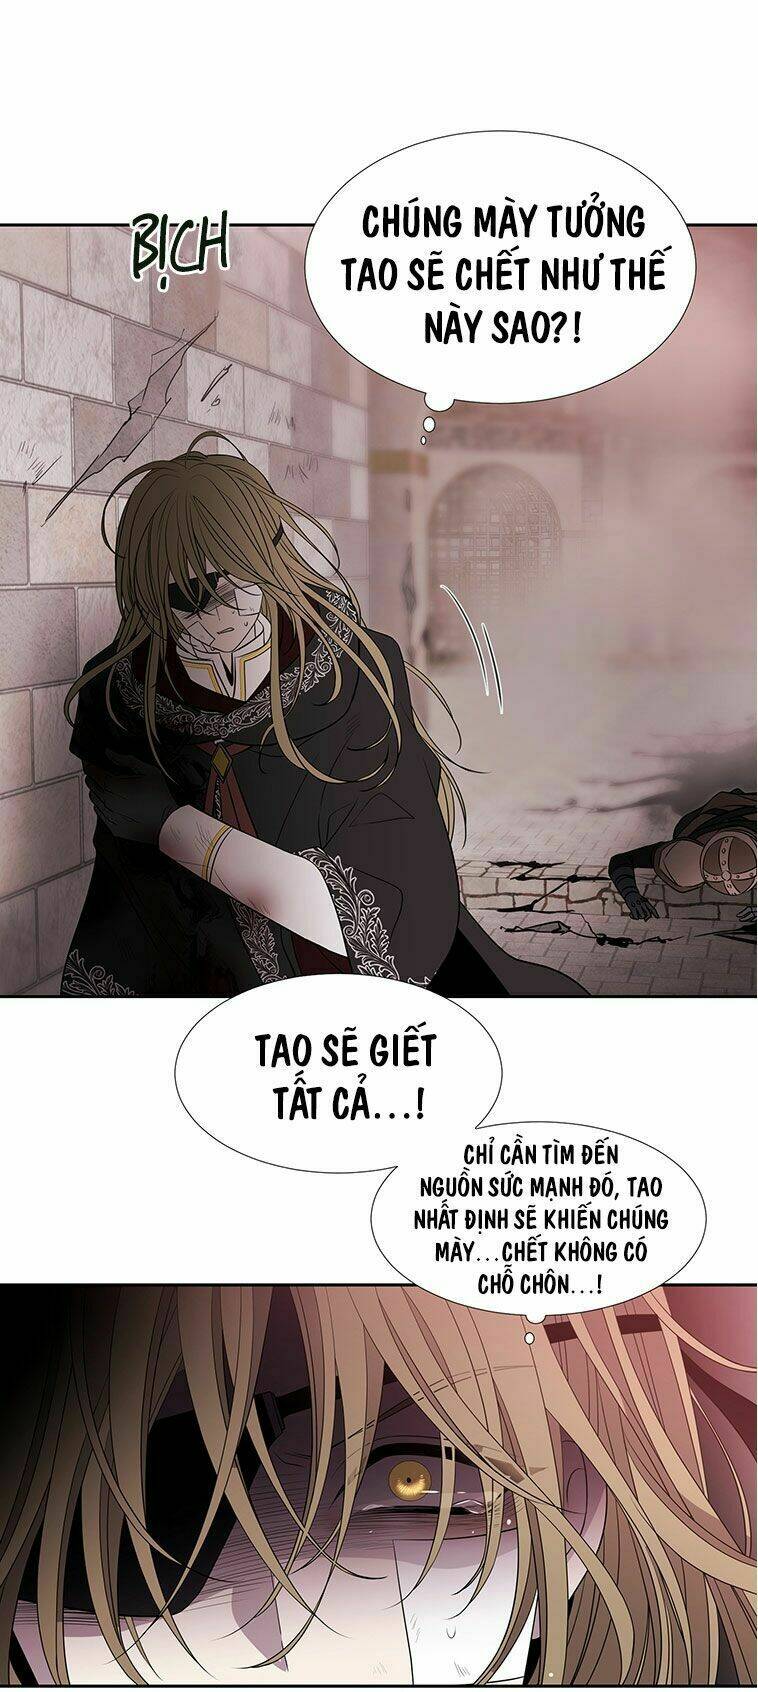 BỊCH
CHÚNG MÀY TƯỞNG
TAO SẼ CHẾT NHƯ THẾ
NÀY SAO?!
TAO SẼ GIẾT
TẤT CẢ...!
CHỈ CẦN TÌM ĐẾN
NGUỒN SỨC MẠNH ĐÓ, TAO
NHẤT ĐỊNH SẼ KHIẾN CHÚNG
MÀY...CHẾT KHÔNG CÓ
CHỖ CHÔN...!